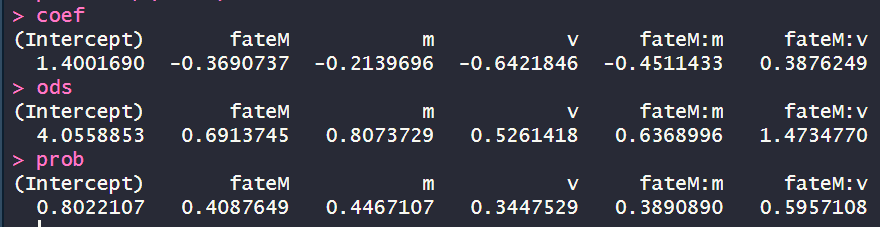 > coef
(Intercept) fateM m v fateM:m fateM:v
1.4001690 -0.3690737 -0.2139696 -0.6421846 -0.4511433 0.3876249
> ods
(Intercept) fateM m v fateM:m fateM:v
4.0558853 0.6913745 0.8073729 0.5261418 0.6368996 1.4734770
> prob
(Intercept) fateM m v fateM:m fateM:v
0.8022107 0.4087649 0.4467107 0.3447529 0.3890890 0.5957108